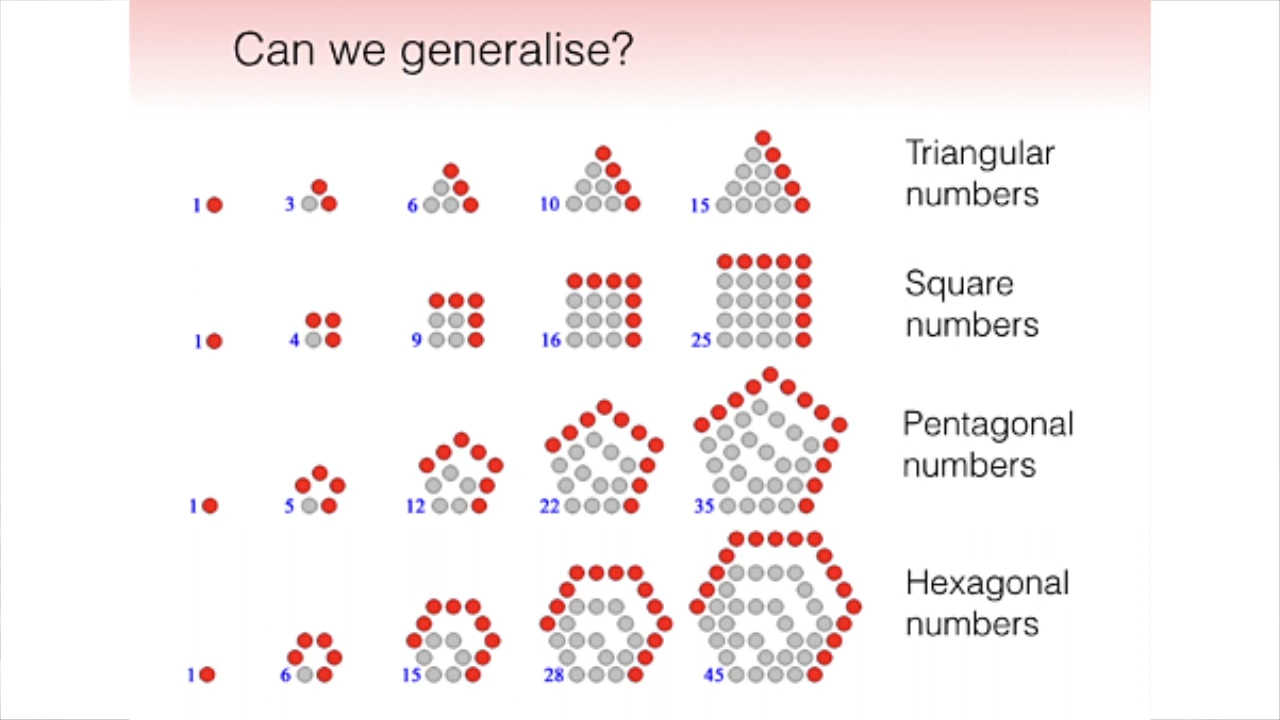 Can we generalise?
1 3 6 10 15
Triangular
numbers
1 4 9 16 25
Square
numbers
1 5 12 22 35
Pentagonal
numbers
1 6 15 28 45
Hexagonal
numbers